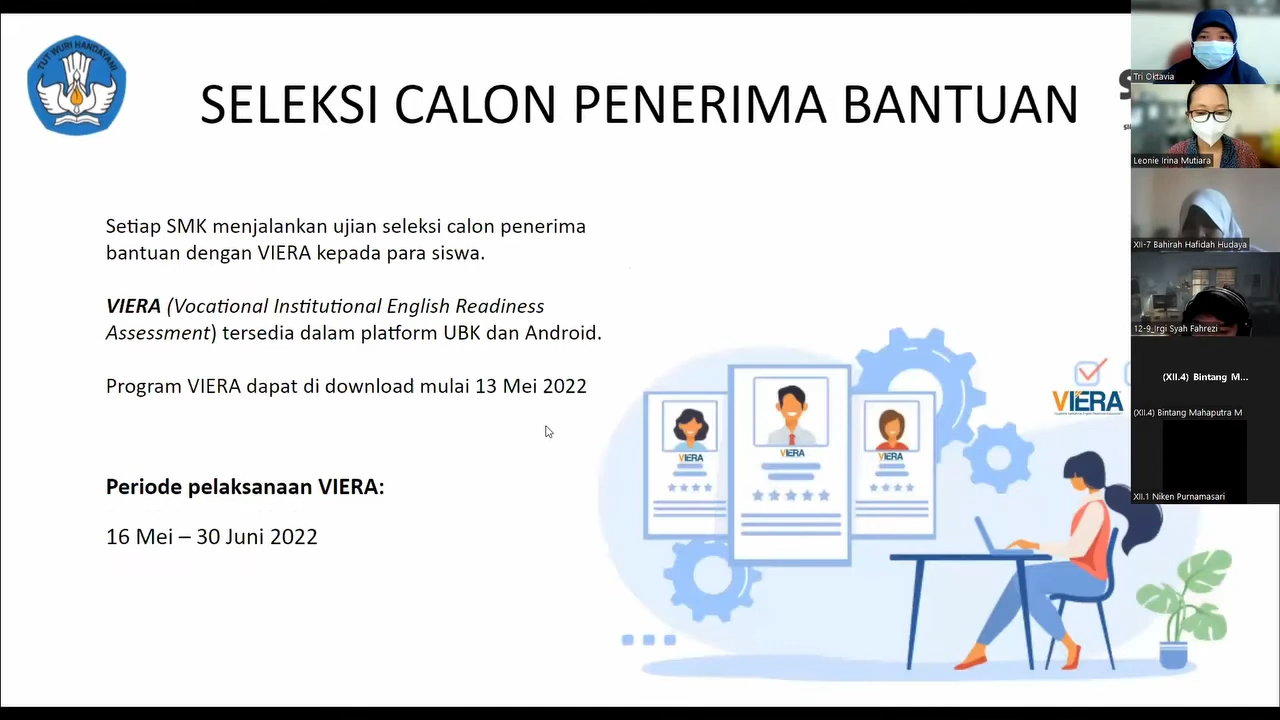 TUT WURI HANDAYANI
SELEKSI CALON PENERIMA BANTUAN
Setiap SMK menjalankan ujian seleksi calon penerima
bantuan dengan VIERA kepada para siswa.
VIERA (Vocational Institutional English Readiness
Assessment) tersedia dalam platform UBK dan Android.
Program VIERA dapat di download mulai 13 Mei 2022
Periode pelaksanaan VIERA:
16 Mei – 30 Juni 2022
VIERA
VIERA
VIERA
VIERA
Tri Oktavia
Leonie Irina Mutiara
XII-7 Bahirah Hafidah Hudaya
12-9_Irgi Syah Fahrezi
(XII.4) Bintang M...
(XII.4) Bintang Mahaputra M
XII.1 Niken Purnamasari